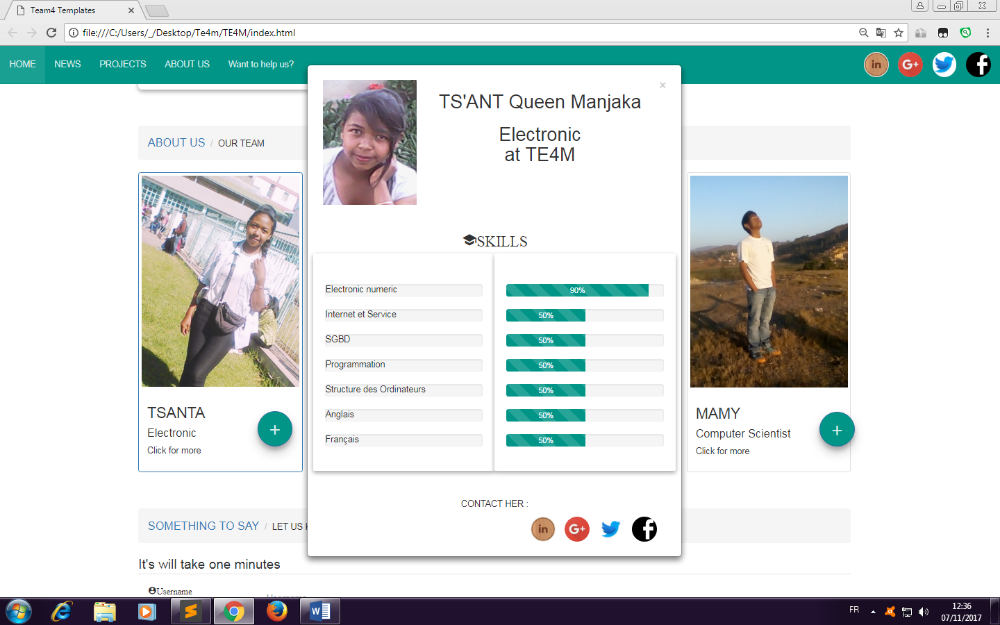 Team4 Templates
file:///C:/Users/_/Desktop/Te4m/TE4M/index.html
HOME NEWS PROJECTS ABOUT US Want to help us?
in G+ f
×
TS'ANT Queen Manjaka
Electronic
at TE4M
ABOUT US / OUR TEAM
SKILLS
Electronic numeric 90%
Internet et Service 50%
SGBD 50%
Programmation 50%
Structure des Ordinateurs 50%
Anglais 50%
Français 50%
TSANTA
Electronic
Click for more
+
MAMY
Computer Scientist
Click for more
+
CONTACT HER :
in G+ f
SOMETHING TO SAY / LET US
It's will take one minutes
Username
FR
12:36
07/11/2017